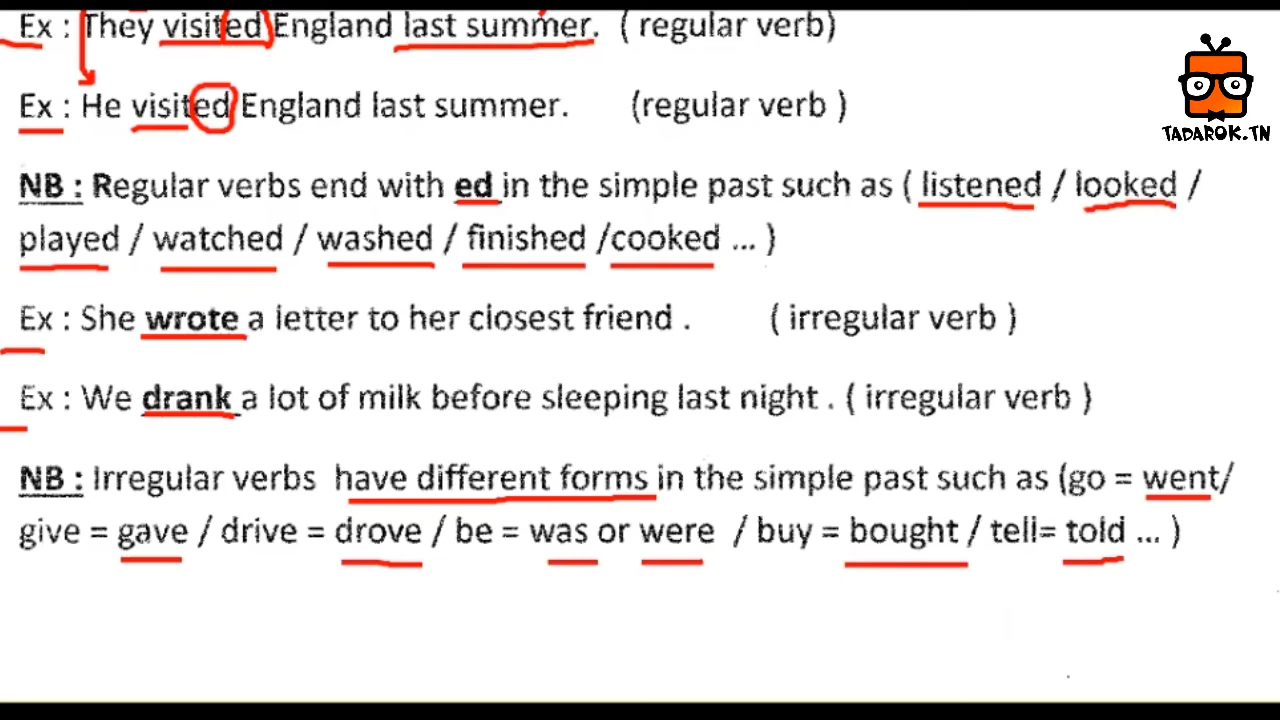 Ex : They visited England last summer. ( regular verb)
Ex : He visited England last summer. (regular verb )
TADAROK.TN
NB : Regular verbs end with ed in the simple past such as ( listened / looked /
played / watched / washed / finished /cooked ... )
Ex : She wrote a letter to her closest friend . ( irregular verb )
Ex : We drank a lot of milk before sleeping last night . ( irregular verb )
NB : Irregular verbs have different forms in the simple past such as (go = went/
give = gave / drive = drove / be = was or were / buy = bought / tell= told ... )